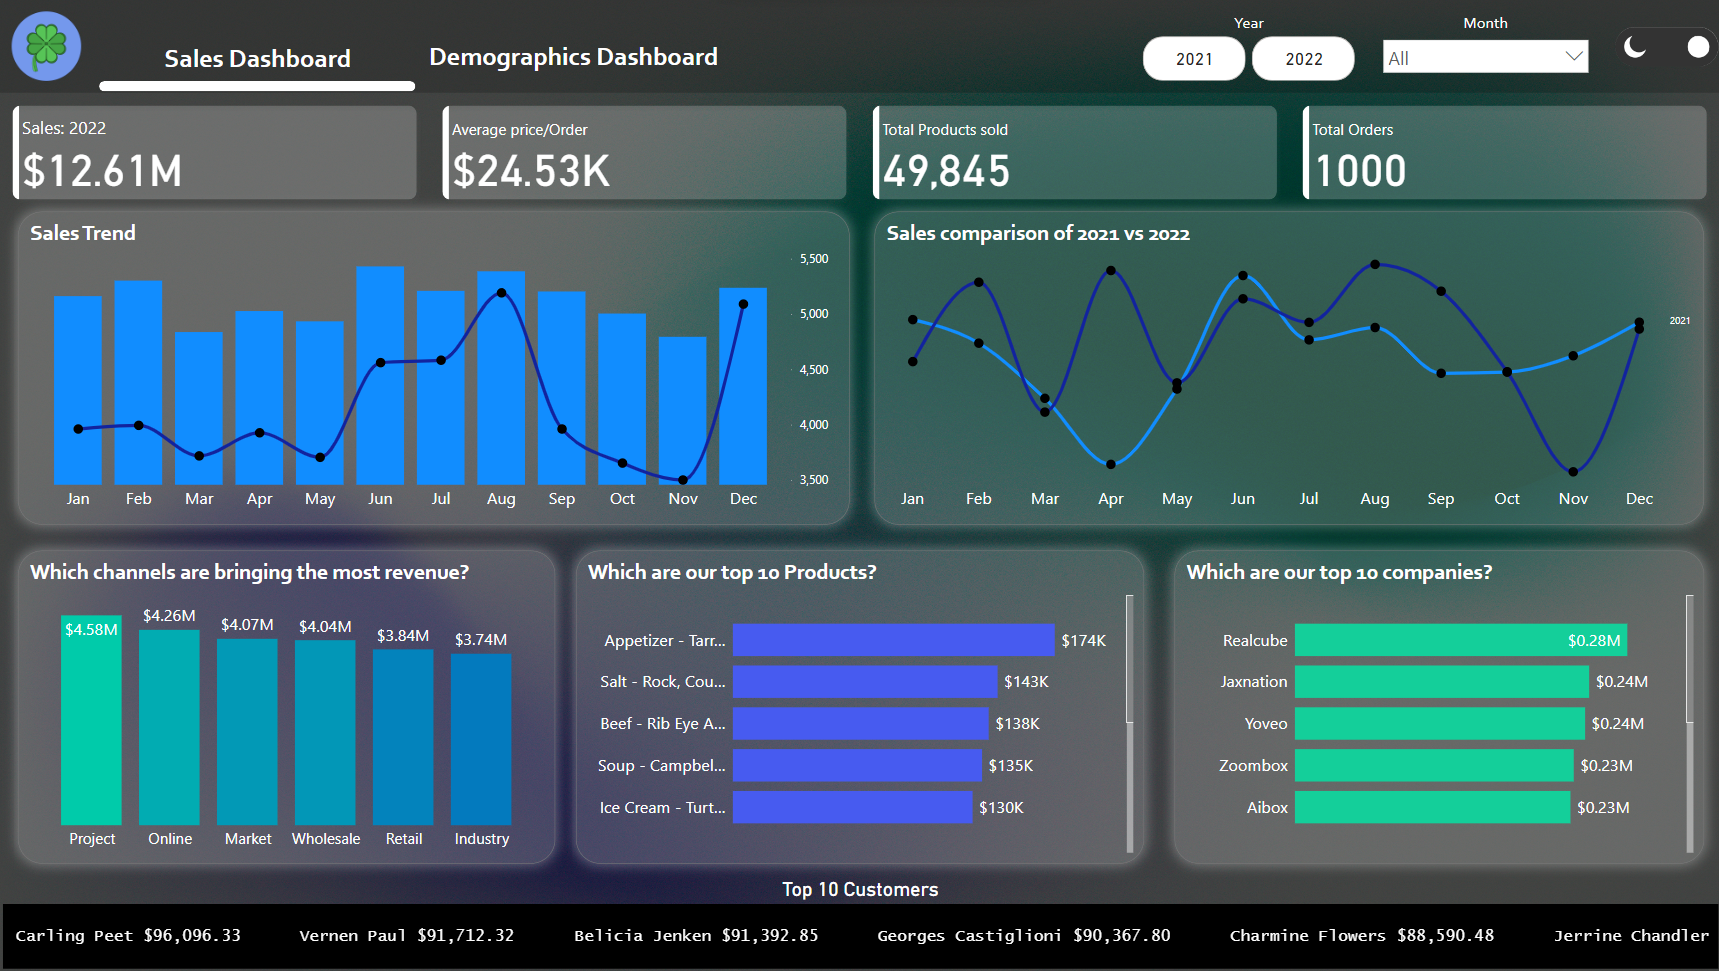 Sales Dashboard
Demographics Dashboard
Year
2021
2022
Month
All
Sales: 2022
$12.61M
Average price/Order
$24.53K
Total Products sold
49,845
Total Orders
1000
Sales Trend
5,500
5,000
4,500
4,000
3,500
Jan Feb Mar Apr May Jun Jul Aug Sep Oct Nov Dec
Sales comparison of 2021 vs 2022
2021
Jan Feb Mar Apr May Jun Jul Aug Sep Oct Nov Dec
Which channels are bringing the most revenue?
$4.58M $4.26M $4.07M $4.04M $3.84M $3.74M
Project Online Market Wholesale Retail Industry
Which are our top 10 Products?
Appetizer - Tarr... $174K
Salt - Rock, Cou... $143K
Beef - Rib Eye A... $138K
Soup - Campbel... $135K
Ice Cream - Turt... $130K
Which are our top 10 companies?
Realcube $0.28M
Jaxnation $0.24M
Yoveo $0.24M
Zoombox $0.23M
Aibox $0.23M
Top 10 Customers
Carling Peet $96,096.33 Vernen Paul $91,712.32 Belicia Jenken $91,392.85 Georges Castiglioni $90,367.80 Charmine Flowers $88,590.48 Jerrine Chandler